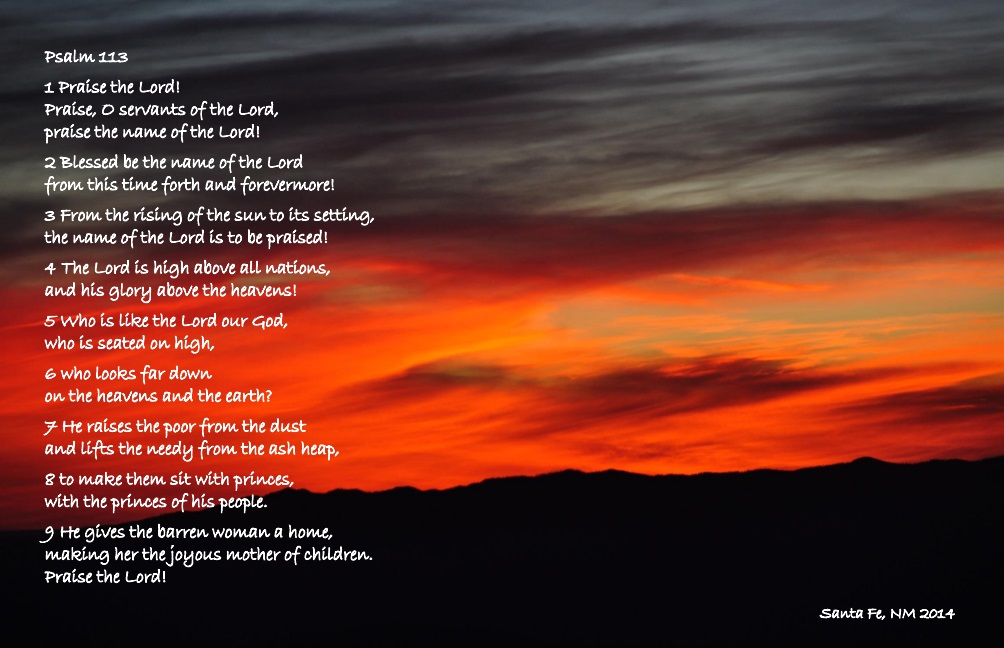 Psalm 113
1 Praise the Lord!
Praise, O servants of the Lord,
praise the name of the Lord!
2 Blessed be the name of the Lord
from this time forth and forevermore!
3 From the rising of the sun to its setting,
the name of the Lord is to be praised!
4 The Lord is high above all nations,
and his glory above the heavens!
5 Who is like the Lord our God,
who is seated on high,
6 who looks far down
on the heavens and the earth?
7 He raises the poor from the dust
and lifts the needy from the ash heap,
8 to make them sit with princes,
with the princes of his people.
9 He gives the barren woman a home,
making her the joyous mother of children.
Praise the Lord!
Santa Fe, NM 2014